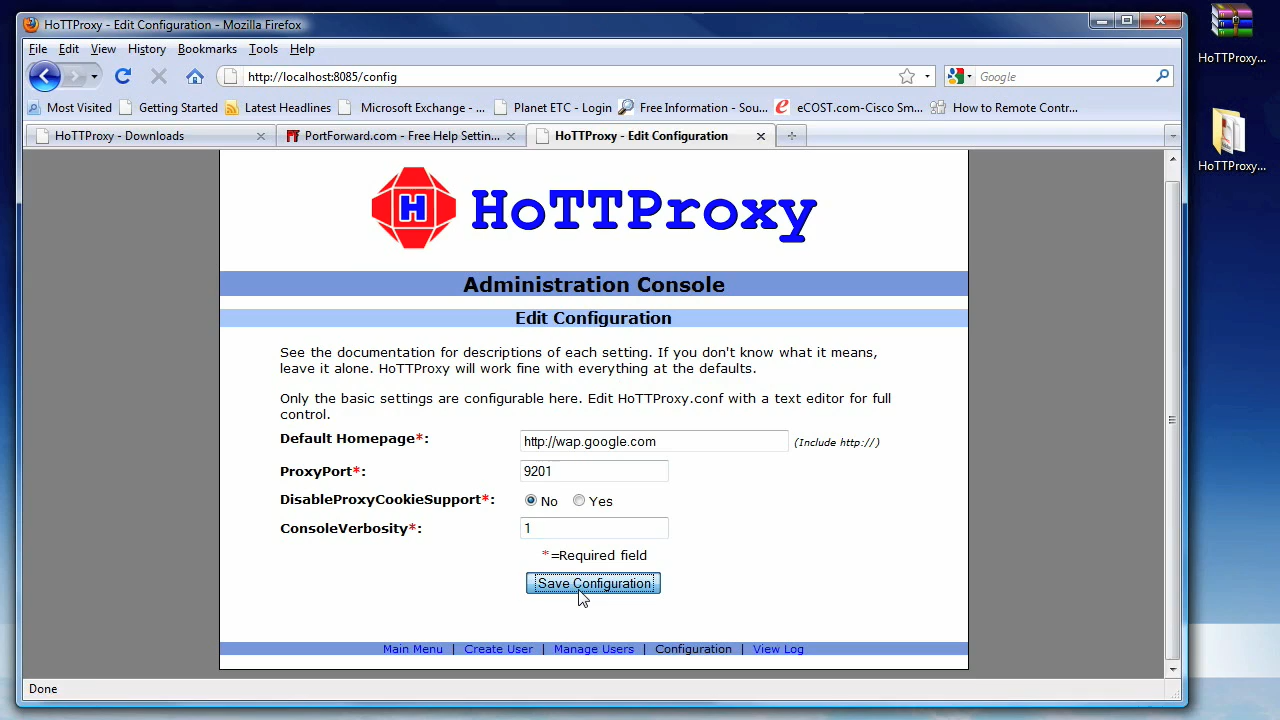 HoTTProxy - Edit Configuration - Mozilla Firefox
File Edit View History Bookmarks Tools Help
http://localhost:8085/config
Google
Most Visited Getting Started Latest Headlines Microsoft Exchange - ... Planet ETC - Login Free Information - Sou... eCOST.com-Cisco Sm... How to Remote Contr...
HoTTProxy - Downloads PortForward.com - Free Help Settin... HoTTProxy - Edit Configuration
HoTTProxy...
HoTTProxy...
H HoTTProxy
Administration Console
Edit Configuration
See the documentation for descriptions of each setting. If you don't know what it means,
leave it alone. HoTTProxy will work fine with everything at the defaults.
Only the basic settings are configurable here. Edit HoTTProxy.conf with a text editor for full
control.
Default Homepage*: http://wap.google.com (Include http://)
ProxyPort*: 9201
DisableProxyCookieSupport*: No Yes
ConsoleVerbosity*: 1
*=Required field
Save Configuration
Main Menu | Create User | Manage Users | Configuration | View Log
Done